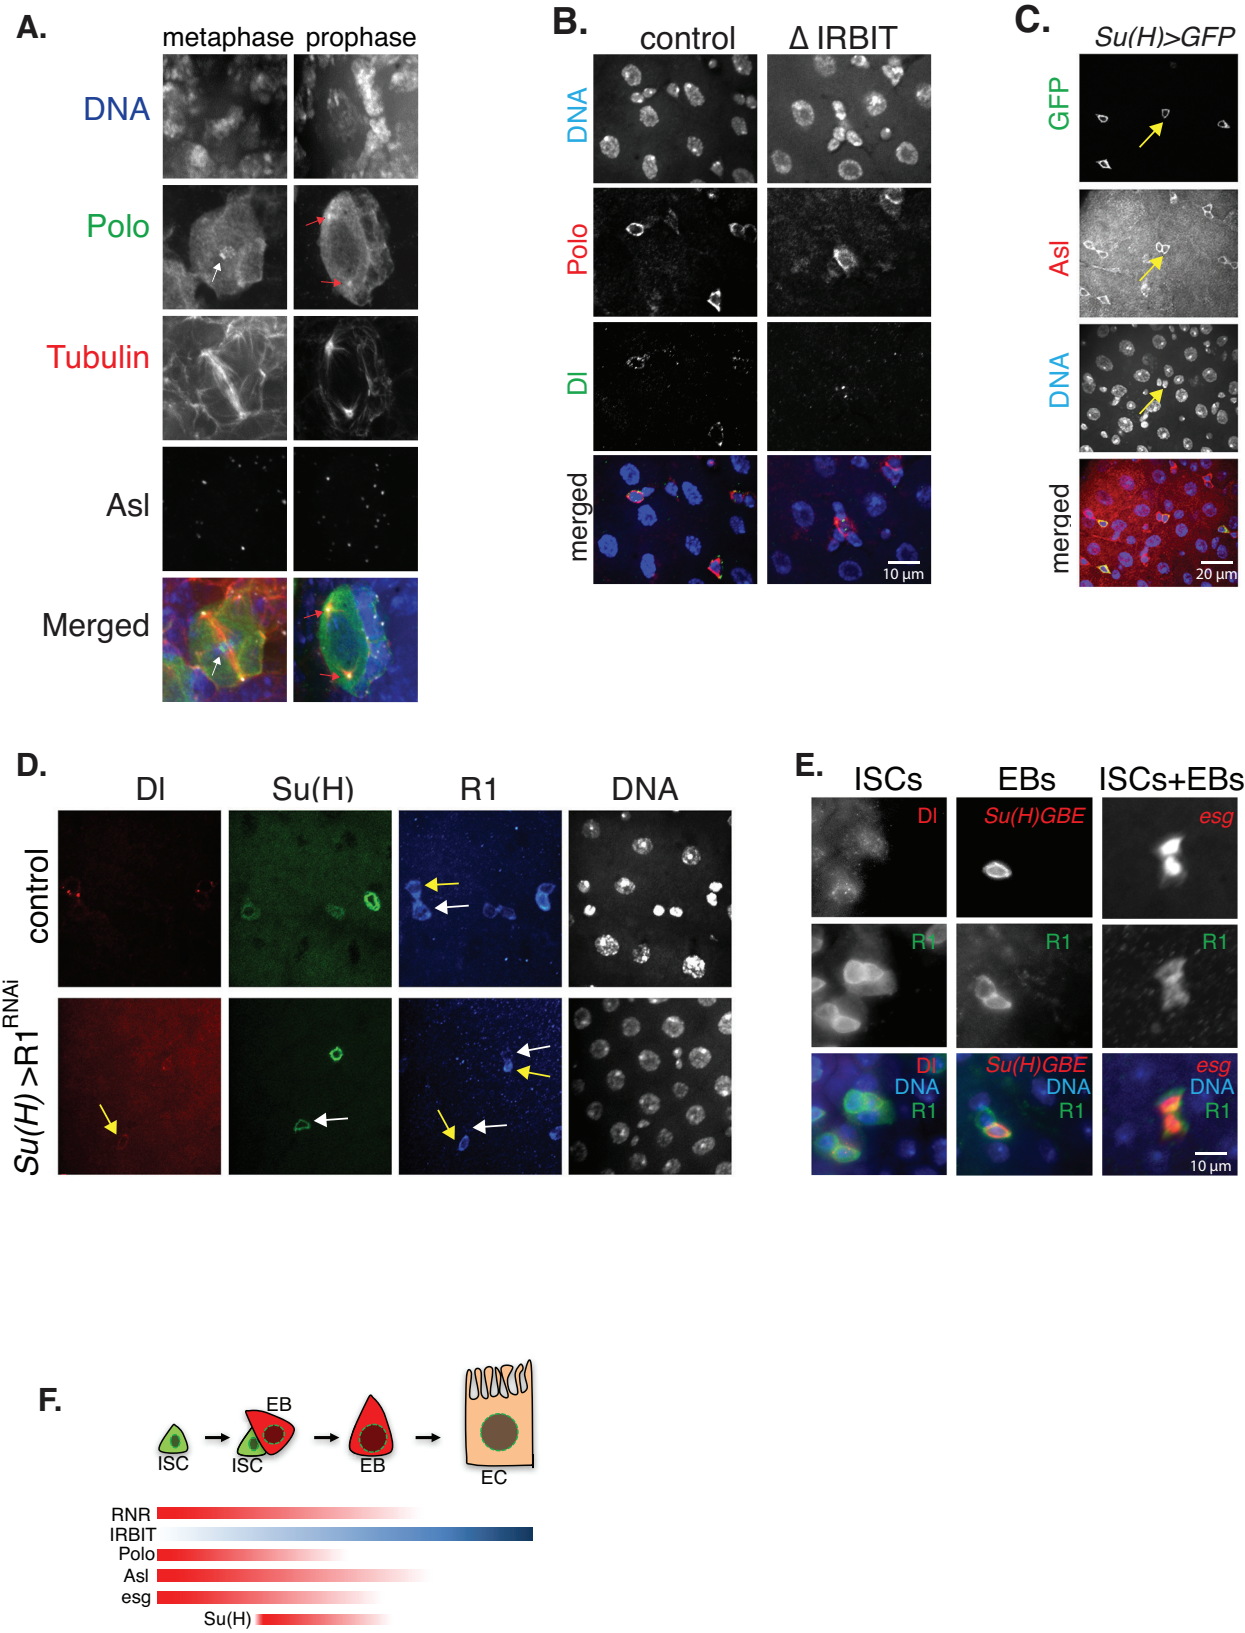 A.
metaphase prophase
DNA
Polo
Tubulin
Asl
Merged
B.
control Δ IRBIT
DNA
Polo
Dl
merged
10 µm
C.
Su(H)>GFP
GFP
Asl
DNA
merged
20 µm
D.
Dl Su(H) R1 DNA
control
Su(H) >R1 RNAi
E.
ISCs EBs ISCs+EBs
Dl Su(H)GBE esg
R1 R1 R1
Dl Su(H)GBE esg
DNA DNA DNA
R1 R1 R1
10 µm
F.
EB
ISC ISC EB EC
RNR
IRBIT
Polo
Asl
esg
Su(H)